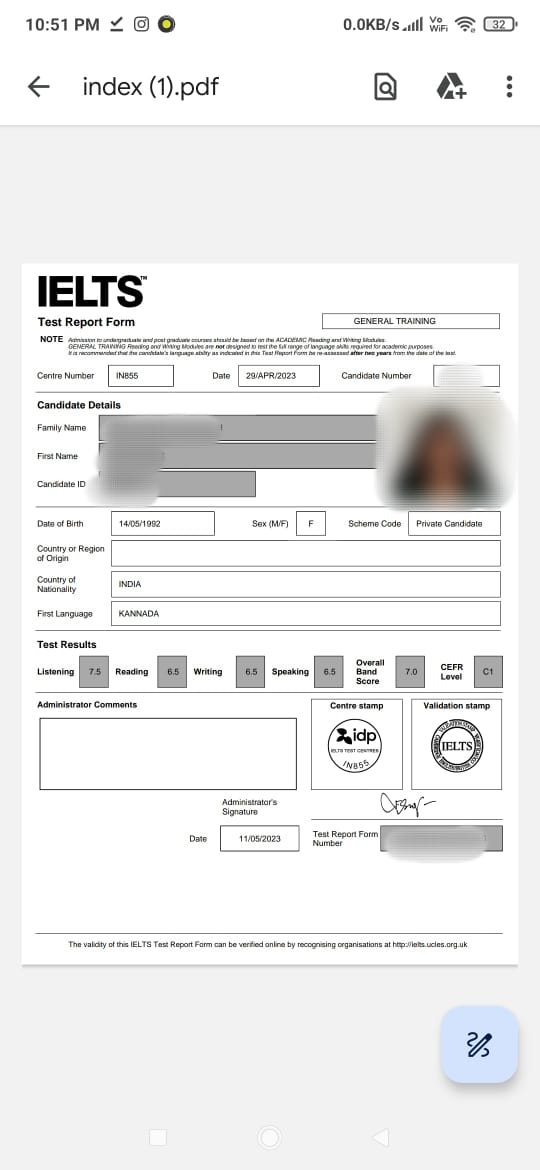 10:51 PM 0.0KB/s Vo WiFi 32
index (1).pdf
IELTS™
Test Report Form
GENERAL TRAINING
NOTE Admission to undergraduate and post graduate courses should be based on the ACADEMIC Reading and Writing Modules.
GENERAL TRAINING Reading and Writing Modules are not designed to test the full range of language skills required for academic purposes.
It is recommended that the candidate's language ability as indicated in this Test Report Form be re-assessed after two years from the date of the test.
Centre Number IN855 Date 29/APR/2023 Candidate Number
Candidate Details
Family Name
First Name
Candidate ID
Date of Birth 14/05/1992 Sex (M/F) F Scheme Code Private Candidate
Country or Region
of Origin
Country of
Nationality INDIA
First Language KANNADA
Test Results
Listening 7.5 Reading 6.5 Writing 6.5 Speaking 6.5 Overall Band Score 7.0 CEFR Level C1
Administrator Comments Centre stamp Validation stamp
idp
IELTS TEST CENTRES
IN855
IELTS
Administrator's
Signature
Date 11/05/2023 Test Report Form
Number
The validity of this IELTS Test Report Form can be verified online by recognising organisations at http://ielts.ucles.org.uk